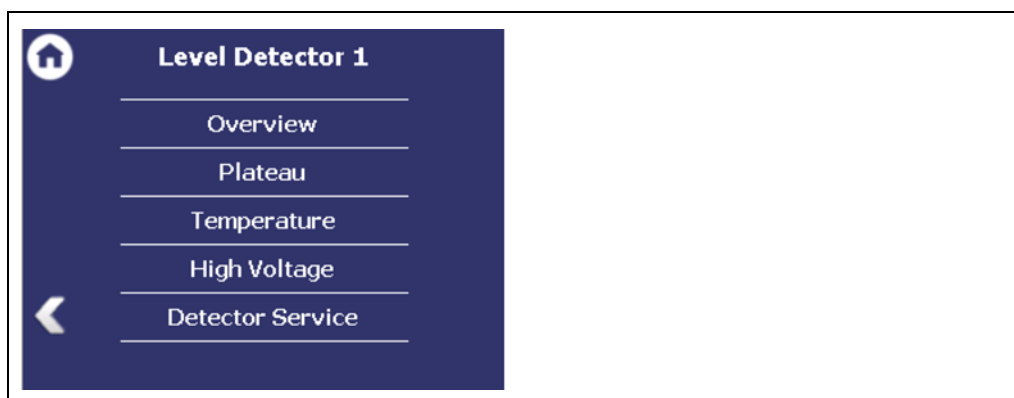 Level Detector 1
Overview
Plateau
Temperature
High Voltage
Detector Service